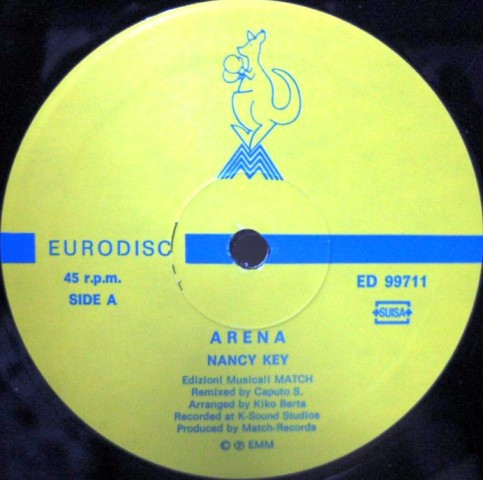 EURODISC
45 r.p.m.
SIDE A
ED 99711
SUISA
ARENA
NANCY KEY
Edizioni Musicali MATCH
Remixed by Caputo S.
Arranged by Kiko Berta
Recorded at K-Sound Studios
Produced by Match-Records
© ℗ EMM